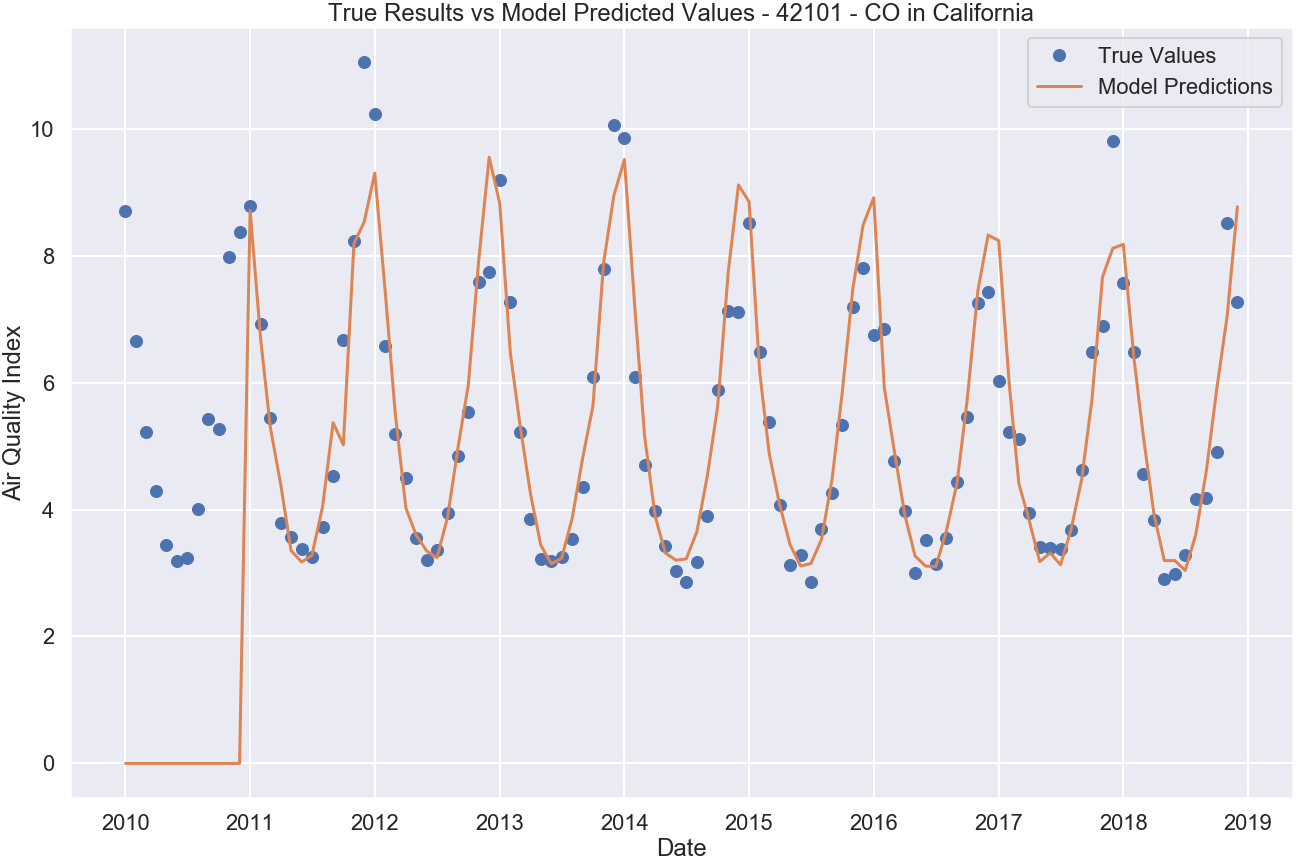 True Results vs Model Predicted Values - 42101 - CO in California
True Values
Model Predictions
Air Quality Index
10
8
6
4
2
0
2010 2011 2012 2013 2014 2015 2016 2017 2018 2019
Date